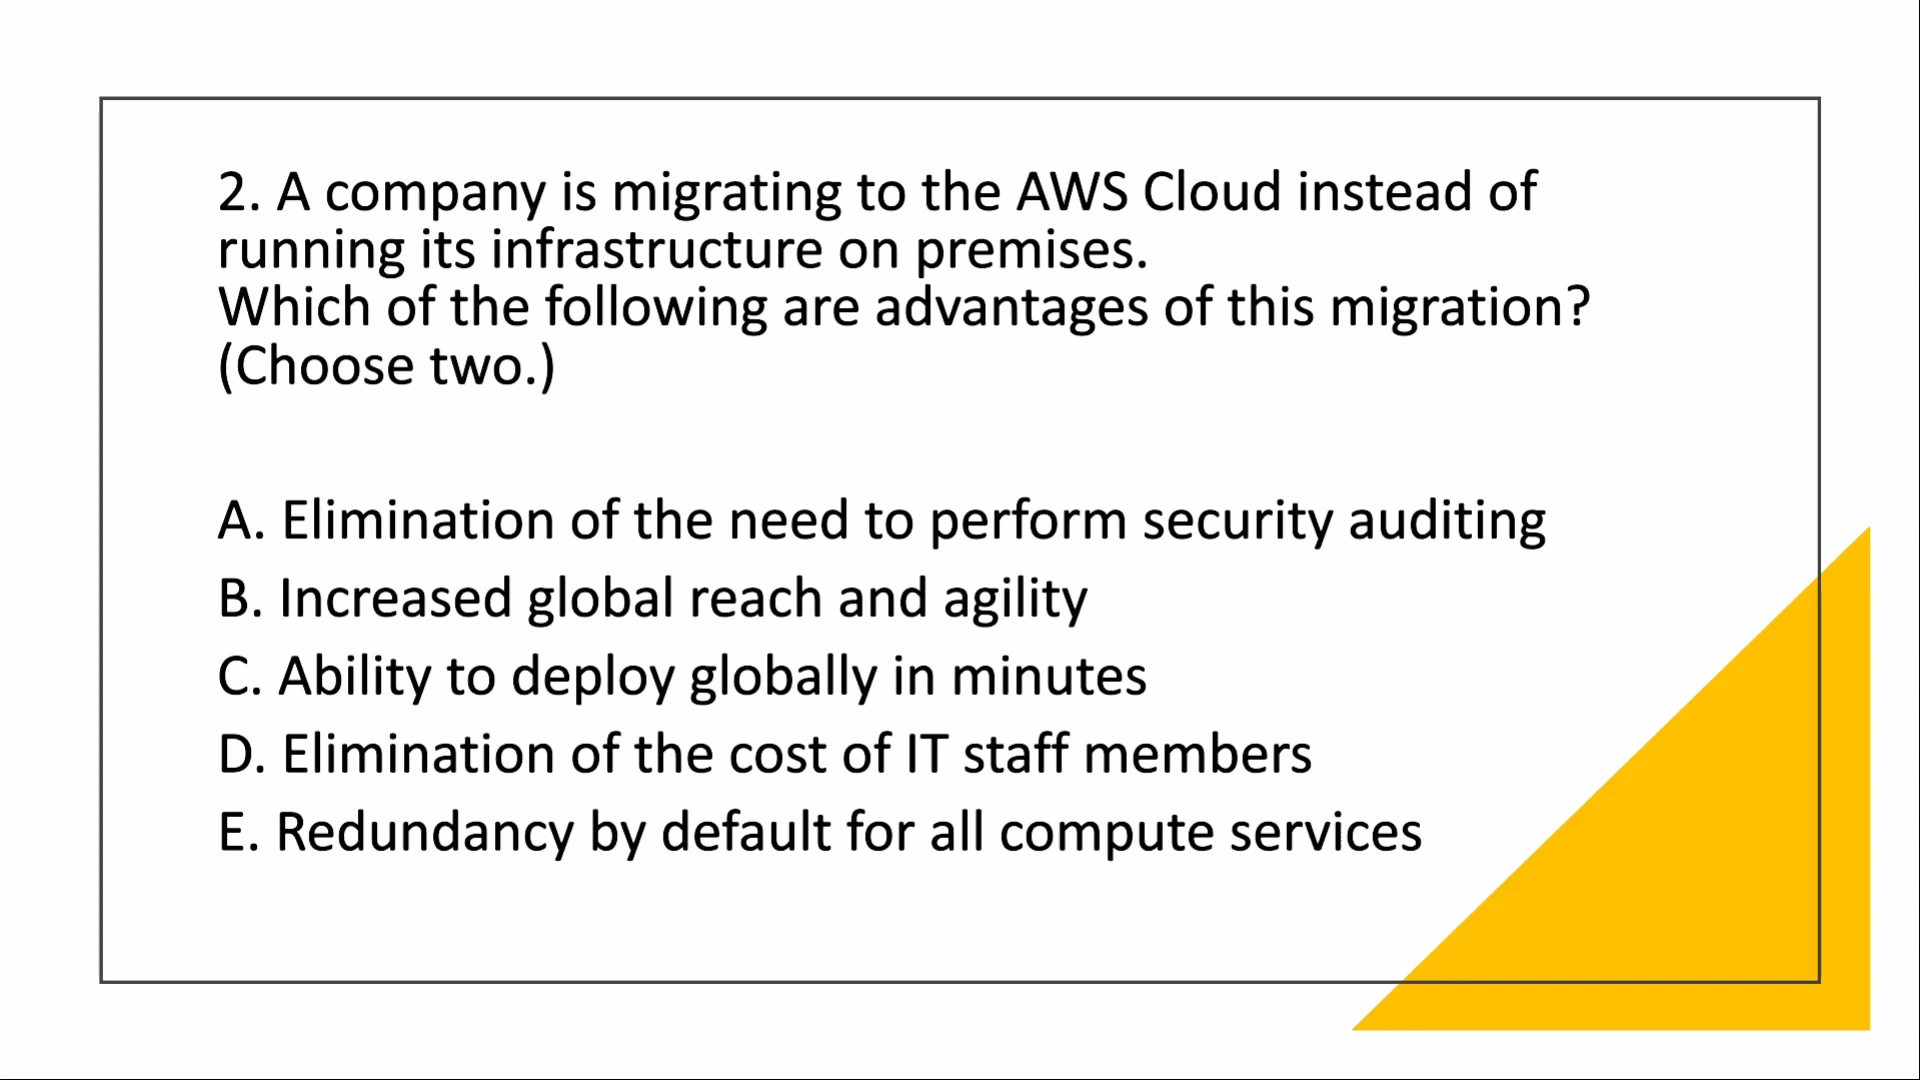 2. A company is migrating to the AWS Cloud instead of
running its infrastructure on premises.
Which of the following are advantages of this migration?
(Choose two.)
A. Elimination of the need to perform security auditing
B. Increased global reach and agility
C. Ability to deploy globally in minutes
D. Elimination of the cost of IT staff members
E. Redundancy by default for all compute services